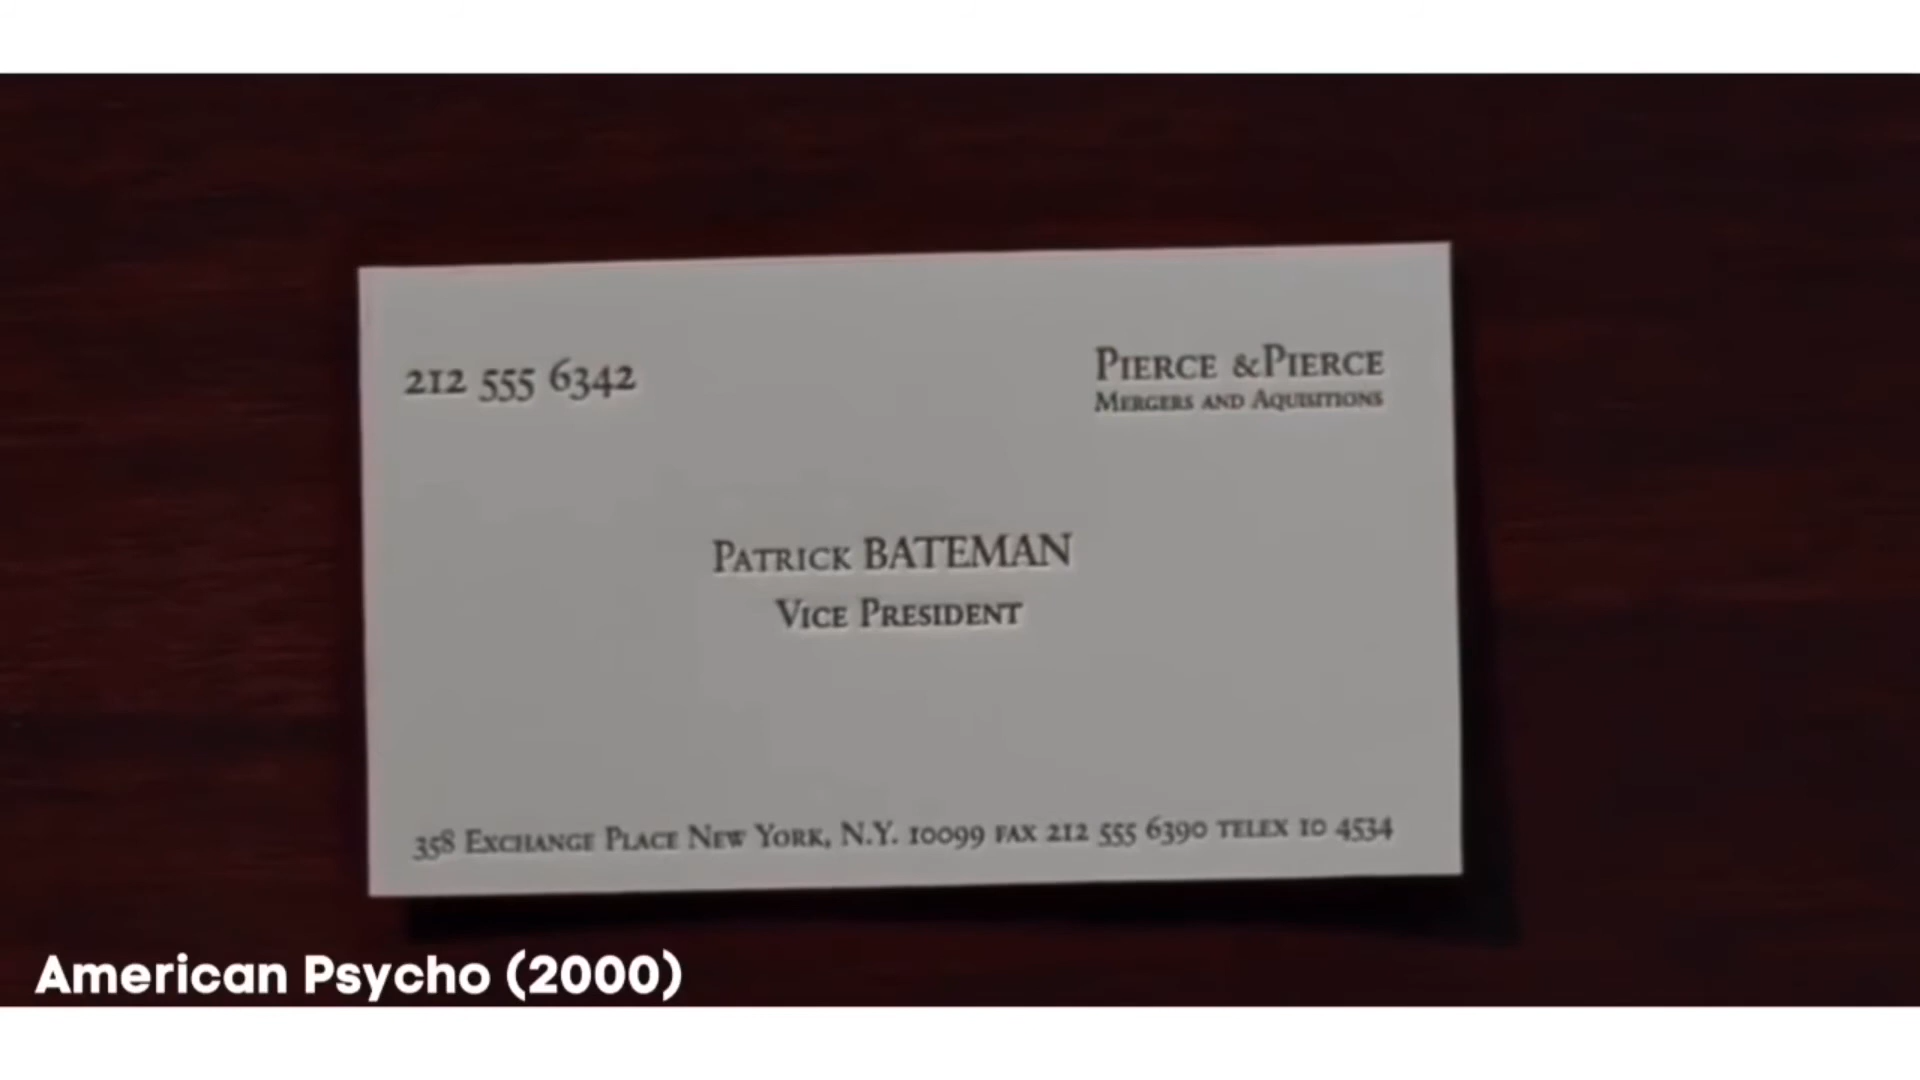 212 555 6342
PIERCE &PIERCE
MERGERS AND AQUISITIONS
PATRICK BATEMAN
VICE PRESIDENT
358 EXCHANGE PLACE NEW YORK, N.Y. 10099 FAX 212 555 6390 TELEX 10 4534
American Psycho (2000)